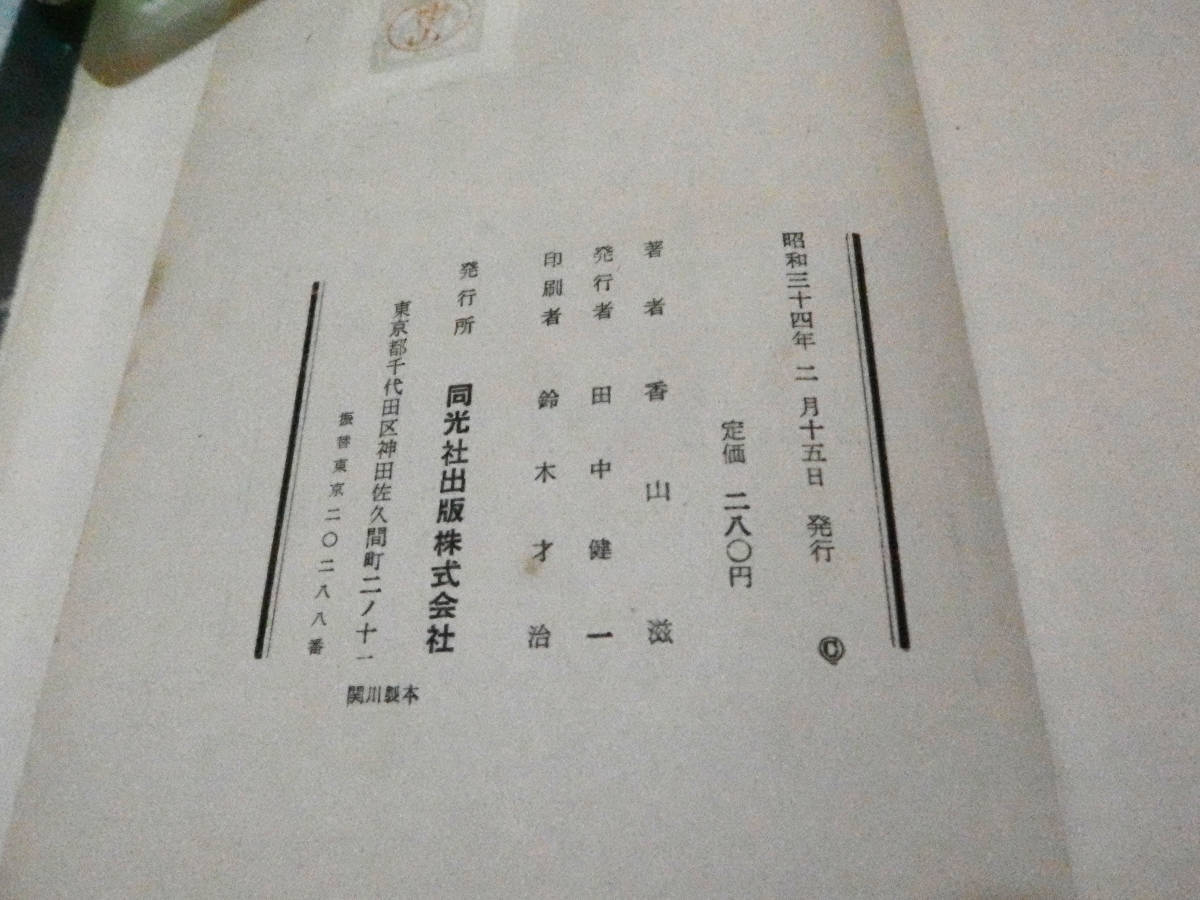 昭和三十四年 二月十五日 発行
Ⓒ
定価 二八〇円
著者 香山滋
発行者 田中健一
印刷者 鈴木才治
発行所 同光社出版株式会社
東京都千代田区神田佐久間町二ノ十一
振替東京二〇二八八番
関川製本